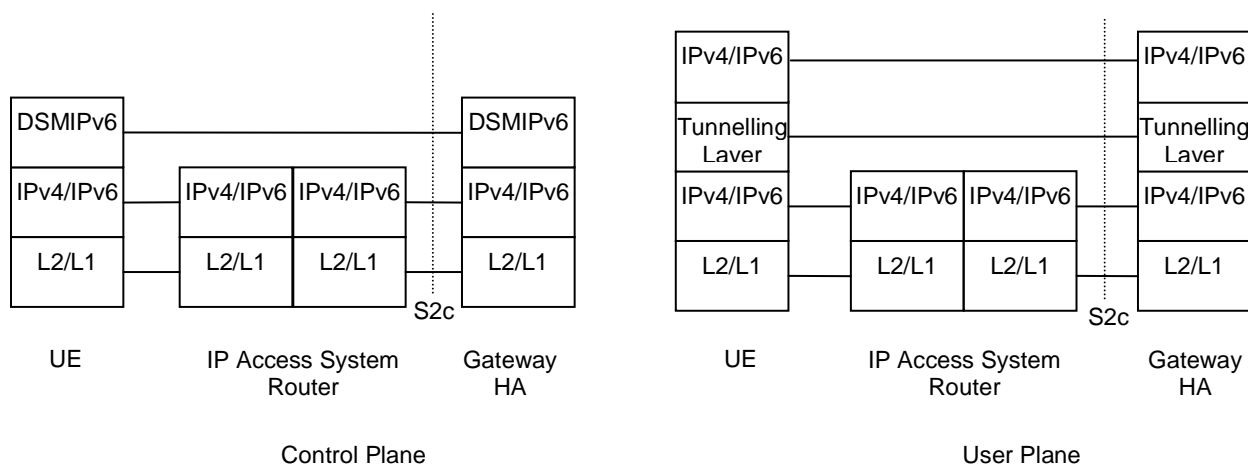 DSMIPv6
DSMIPv6
IPv4/IPv6
IPv4/IPv6
IPv4/IPv6
IPv4/IPv6
L2/L1
L2/L1
L2/L1
L2/L1
S2c
UE
IP Access System
Router
Gateway
HA
Control Plane
IPv4/IPv6
IPv4/IPv6
Tunnelling
Layer
Tunnelling
Layer
IPv4/IPv6
IPv4/IPv6
IPv4/IPv6
IPv4/IPv6
L2/L1
L2/L1
L2/L1
L2/L1
S2c
UE
IP Access System
Router
Gateway
HA
User Plane